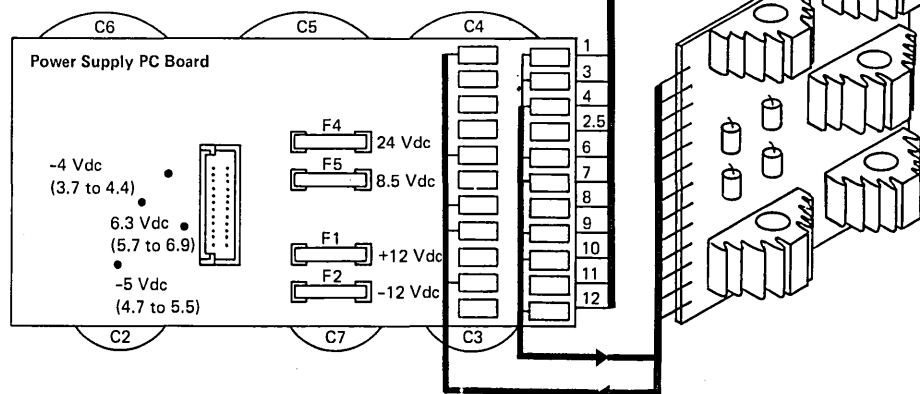 C6
C5
C4
Power Supply PC Board
1
3
4
2.5
6
7
8
9
10
11
12
F4
24 Vdc
F5
8.5 Vdc
F1
+12 Vdc
F2
-12 Vdc
-4 Vdc
(3.7 to 4.4)
6.3 Vdc
(5.7 to 6.9)
-5 Vdc
(4.7 to 5.5)
C2
C7
C3